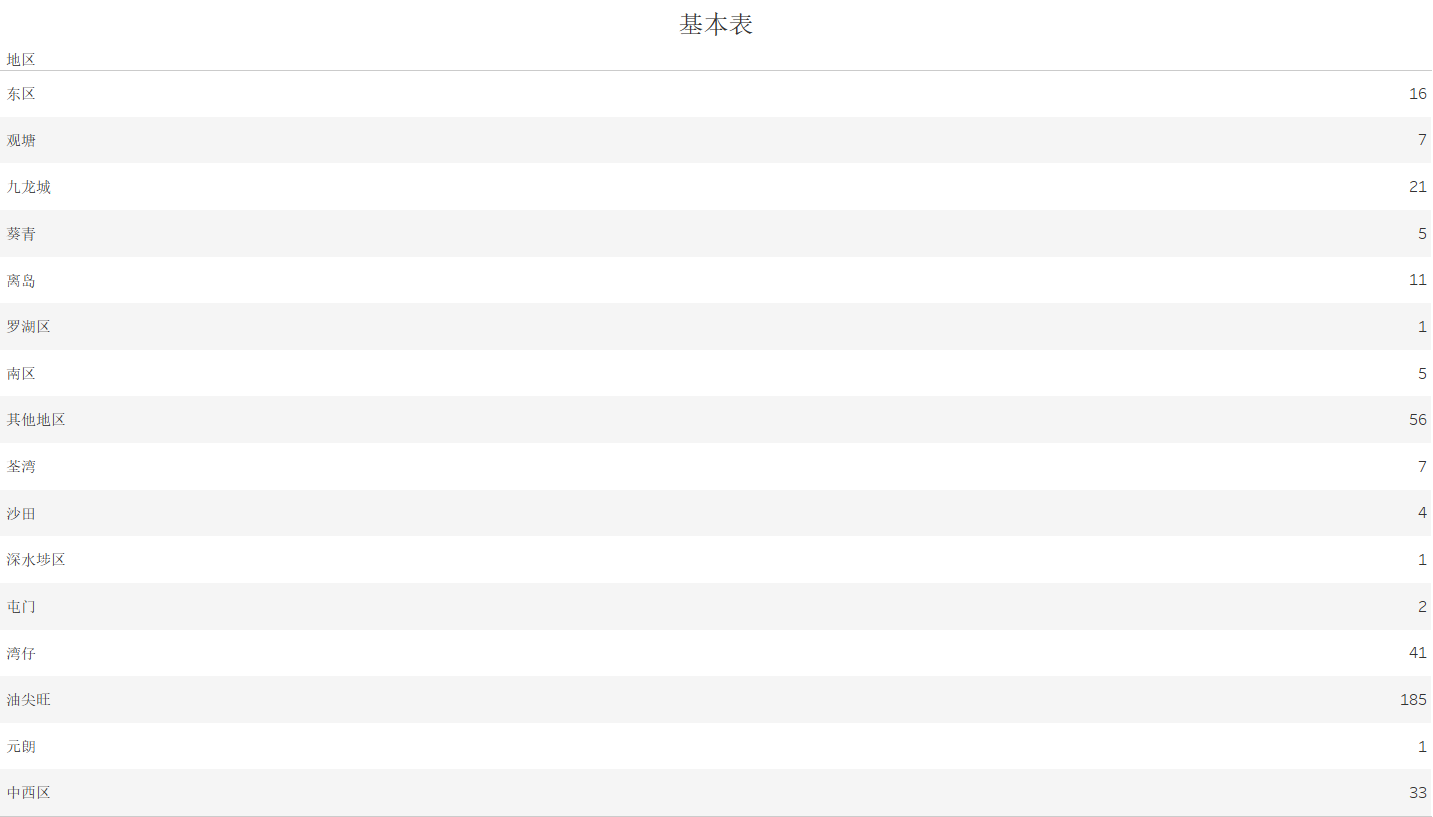 基本表
地区
东区 16
观塘 7
九龙城 21
葵青 5
离岛 11
罗湖区 1
南区 5
其他地区 56
荃湾 7
沙田 4
深水埗区 1
屯门 2
湾仔 41
油尖旺 185
元朗 1
中西区 33